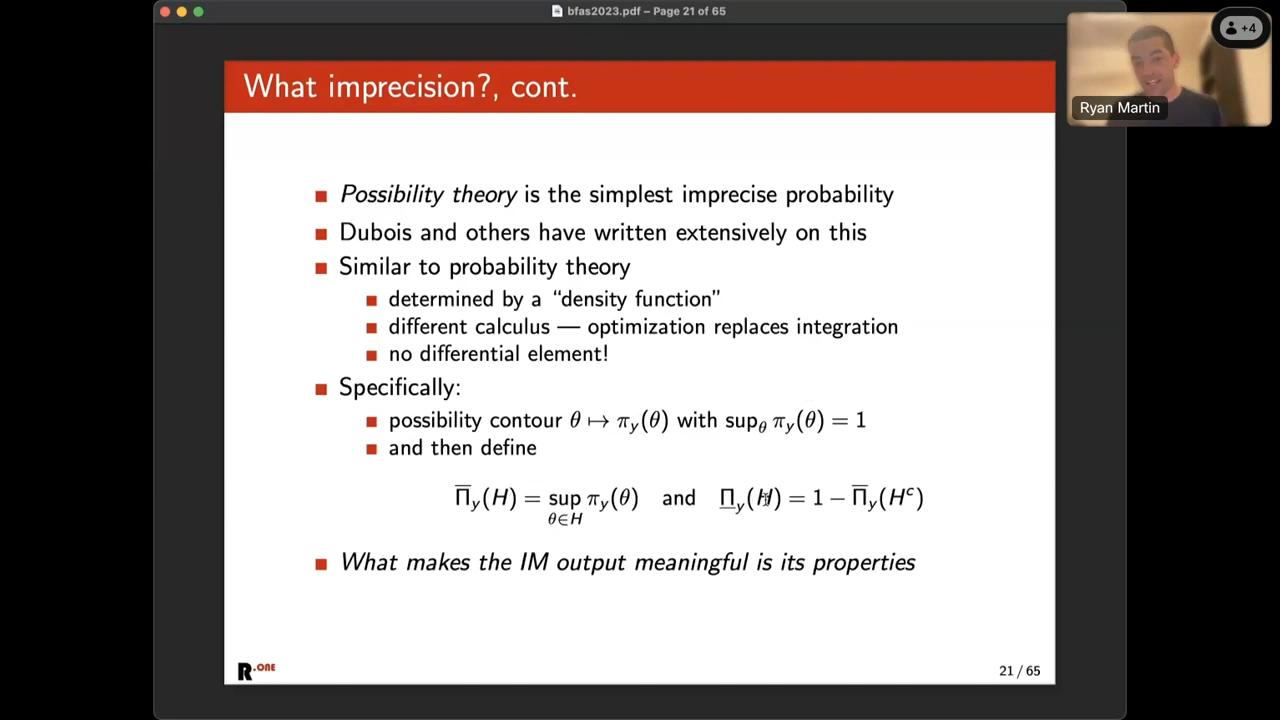 bfas2023.pdf – Page 21 of 65
+4
Ryan Martin
What imprecision?, cont.
Possibility theory is the simplest imprecise probability
Dubois and others have written extensively on this
Similar to probability theory
determined by a “density function”
different calculus — optimization replaces integration
no differential element!
Specifically:
possibility contour θ ↦ π_y(θ) with sup_θ π_y(θ) = 1
and then define
Π̅_y(H) = sup_{θ∈H} π_y(θ) and Π̲_y(H) = 1 − Π̅_y(H^c)
What makes the IM output meaningful is its properties
R.ONE
21 / 65